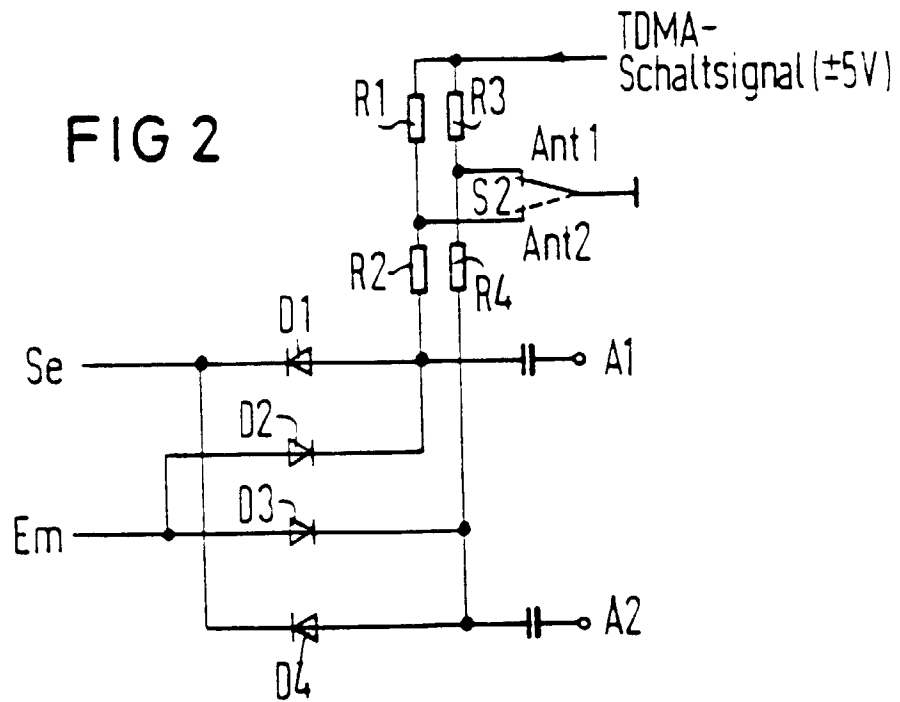 TDMA-
Schaltsignal (±5V)
R1
R3
FIG 2
Ant 1
S2
Ant2
R2
R4
D1
Se
A1
D2
D3
Em
A2
D4